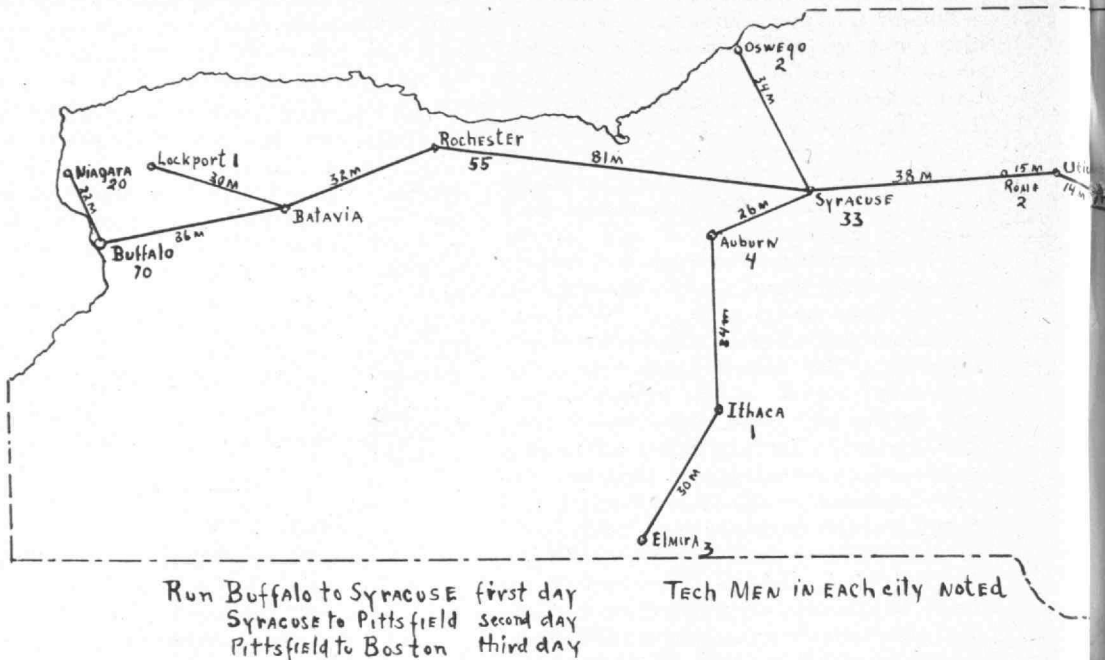 Oswego
2
34M
Rochester
55
81M
Niagara
20
Lockport 1
30M
32M
22M
Batavia
36M
Buffalo
70
38M
15M
Rome
2
14M
Syracuse
33
26M
Auburn
4
34M
Ithaca
1
30M
Elmira 3
Run Buffalo to Syracuse first day
Syracuse to Pittsfield second day
Pittsfield to Boston third day
Tech Men in each city noted